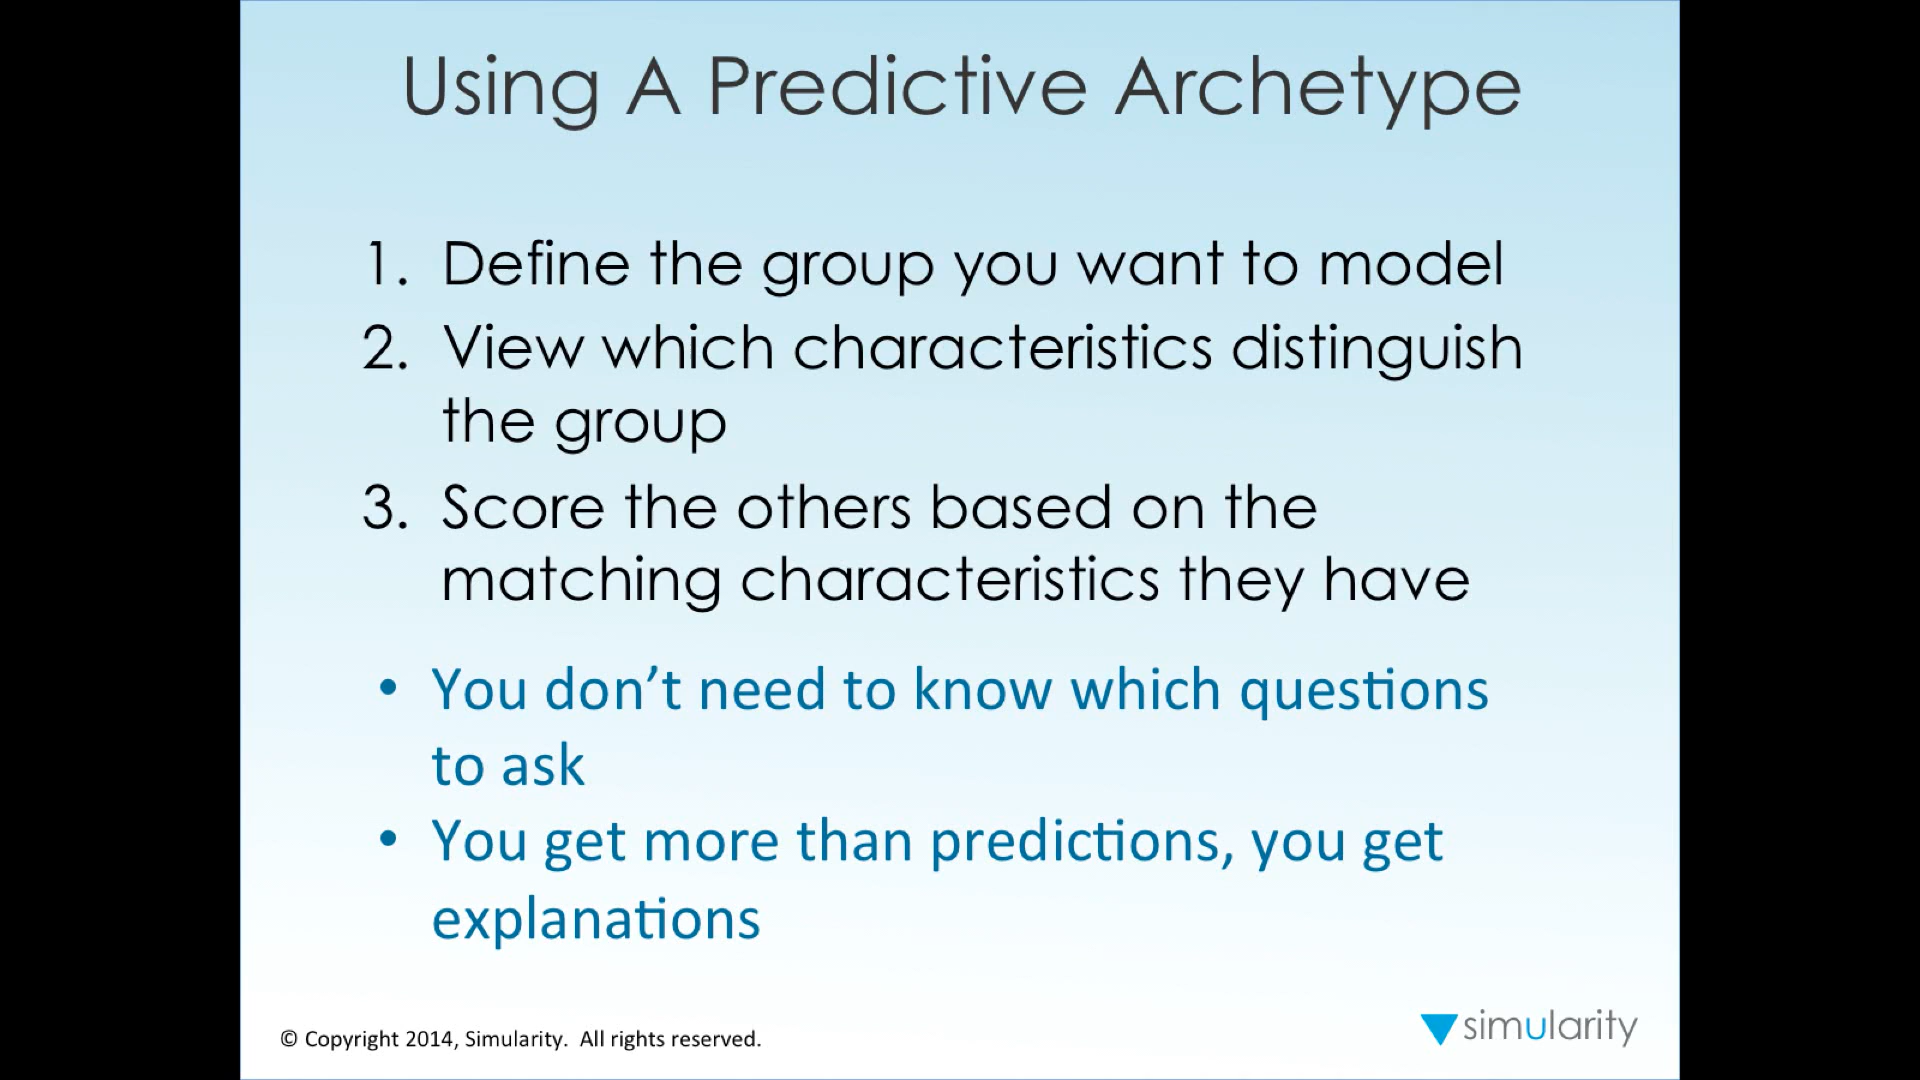 Using A Predictive Archetype
1. Define the group you want to model
2. View which characteristics distinguish
the group
3. Score the others based on the
matching characteristics they have
• You don’t need to know which questions
to ask
• You get more than predictions, you get
explanations
© Copyright 2014, Simularity. All rights reserved.
simularity